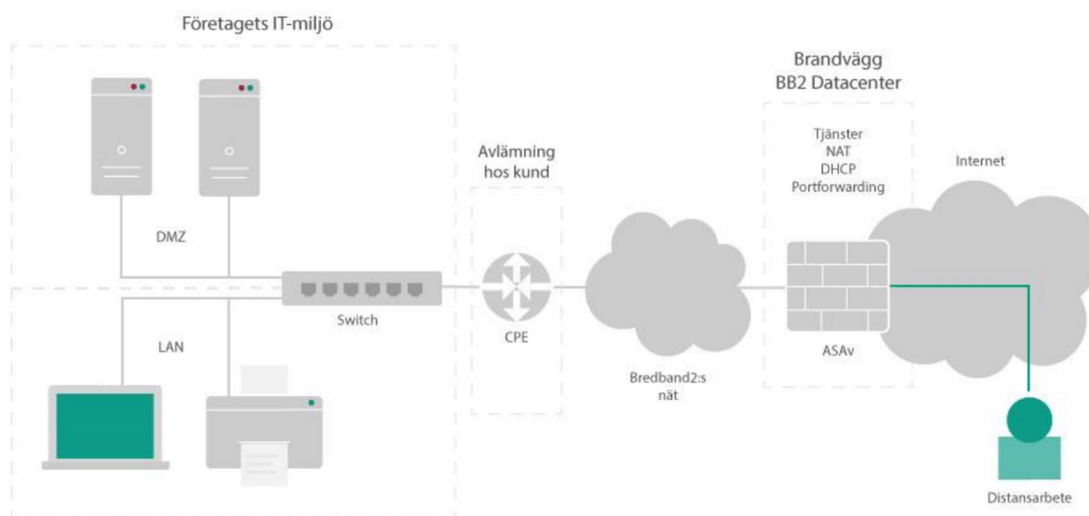 Företagets IT-miljö
DMZ
LAN
Switch
Avlämning
hos kund
CPE
Bredband2:s
nät
Brandvägg
BB2 Datacenter
Tjänster
NAT
DHCP
Portforwarding
ASAv
Internet
Distansarbete